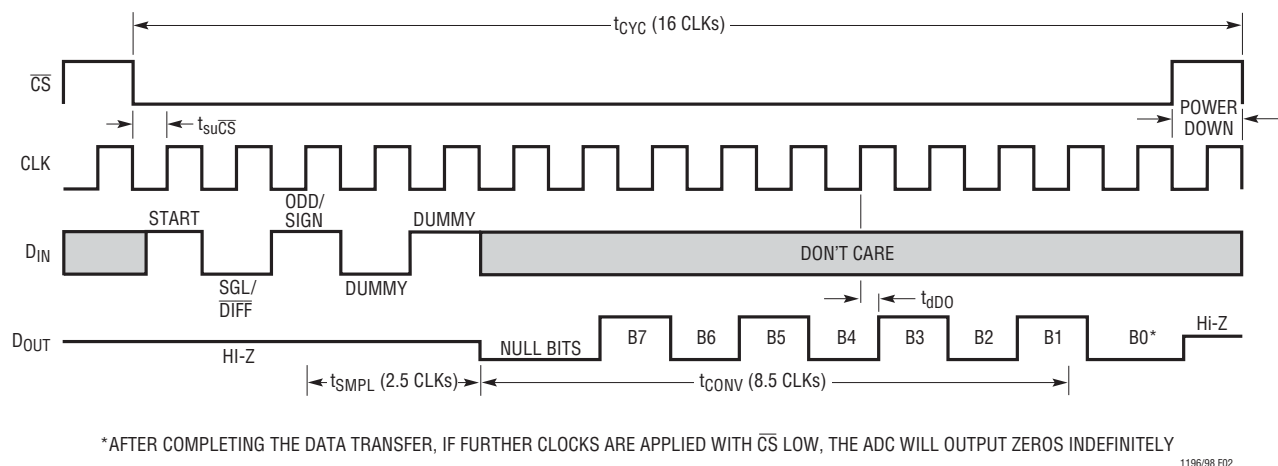 tCYC (16 CLKs)
CS
POWER
DOWN
tsuCS
CLK
START
ODD/
SIGN
DUMMY
DIN
DON'T CARE
SGL/
DIFF
DUMMY
tdDO
DOUT
HI-Z
NULL BITS
B7
B6
B5
B4
B3
B2
B1
B0*
Hi-Z
tSMPL (2.5 CLKs)
tCONV (8.5 CLKs)
*AFTER COMPLETING THE DATA TRANSFER, IF FURTHER CLOCKS ARE APPLIED WITH CS LOW, THE ADC WILL OUTPUT ZEROS INDEFINITELY
1196/98 F02